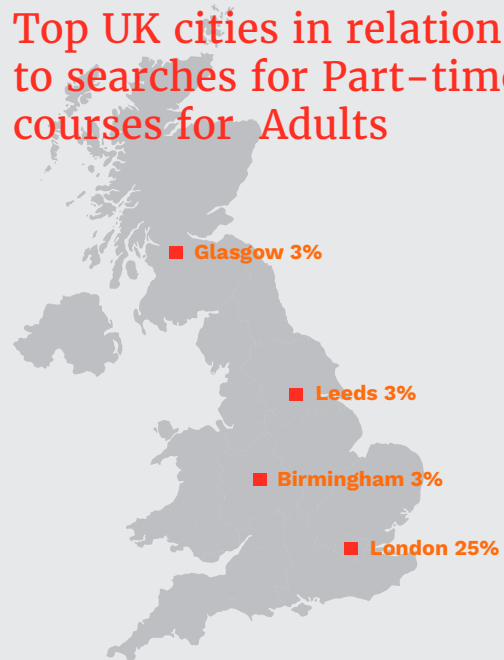 Top UK cities in relation
to searches for Part-time
courses for Adults
Glasgow 3%
Leeds 3%
Birmingham 3%
London 25%